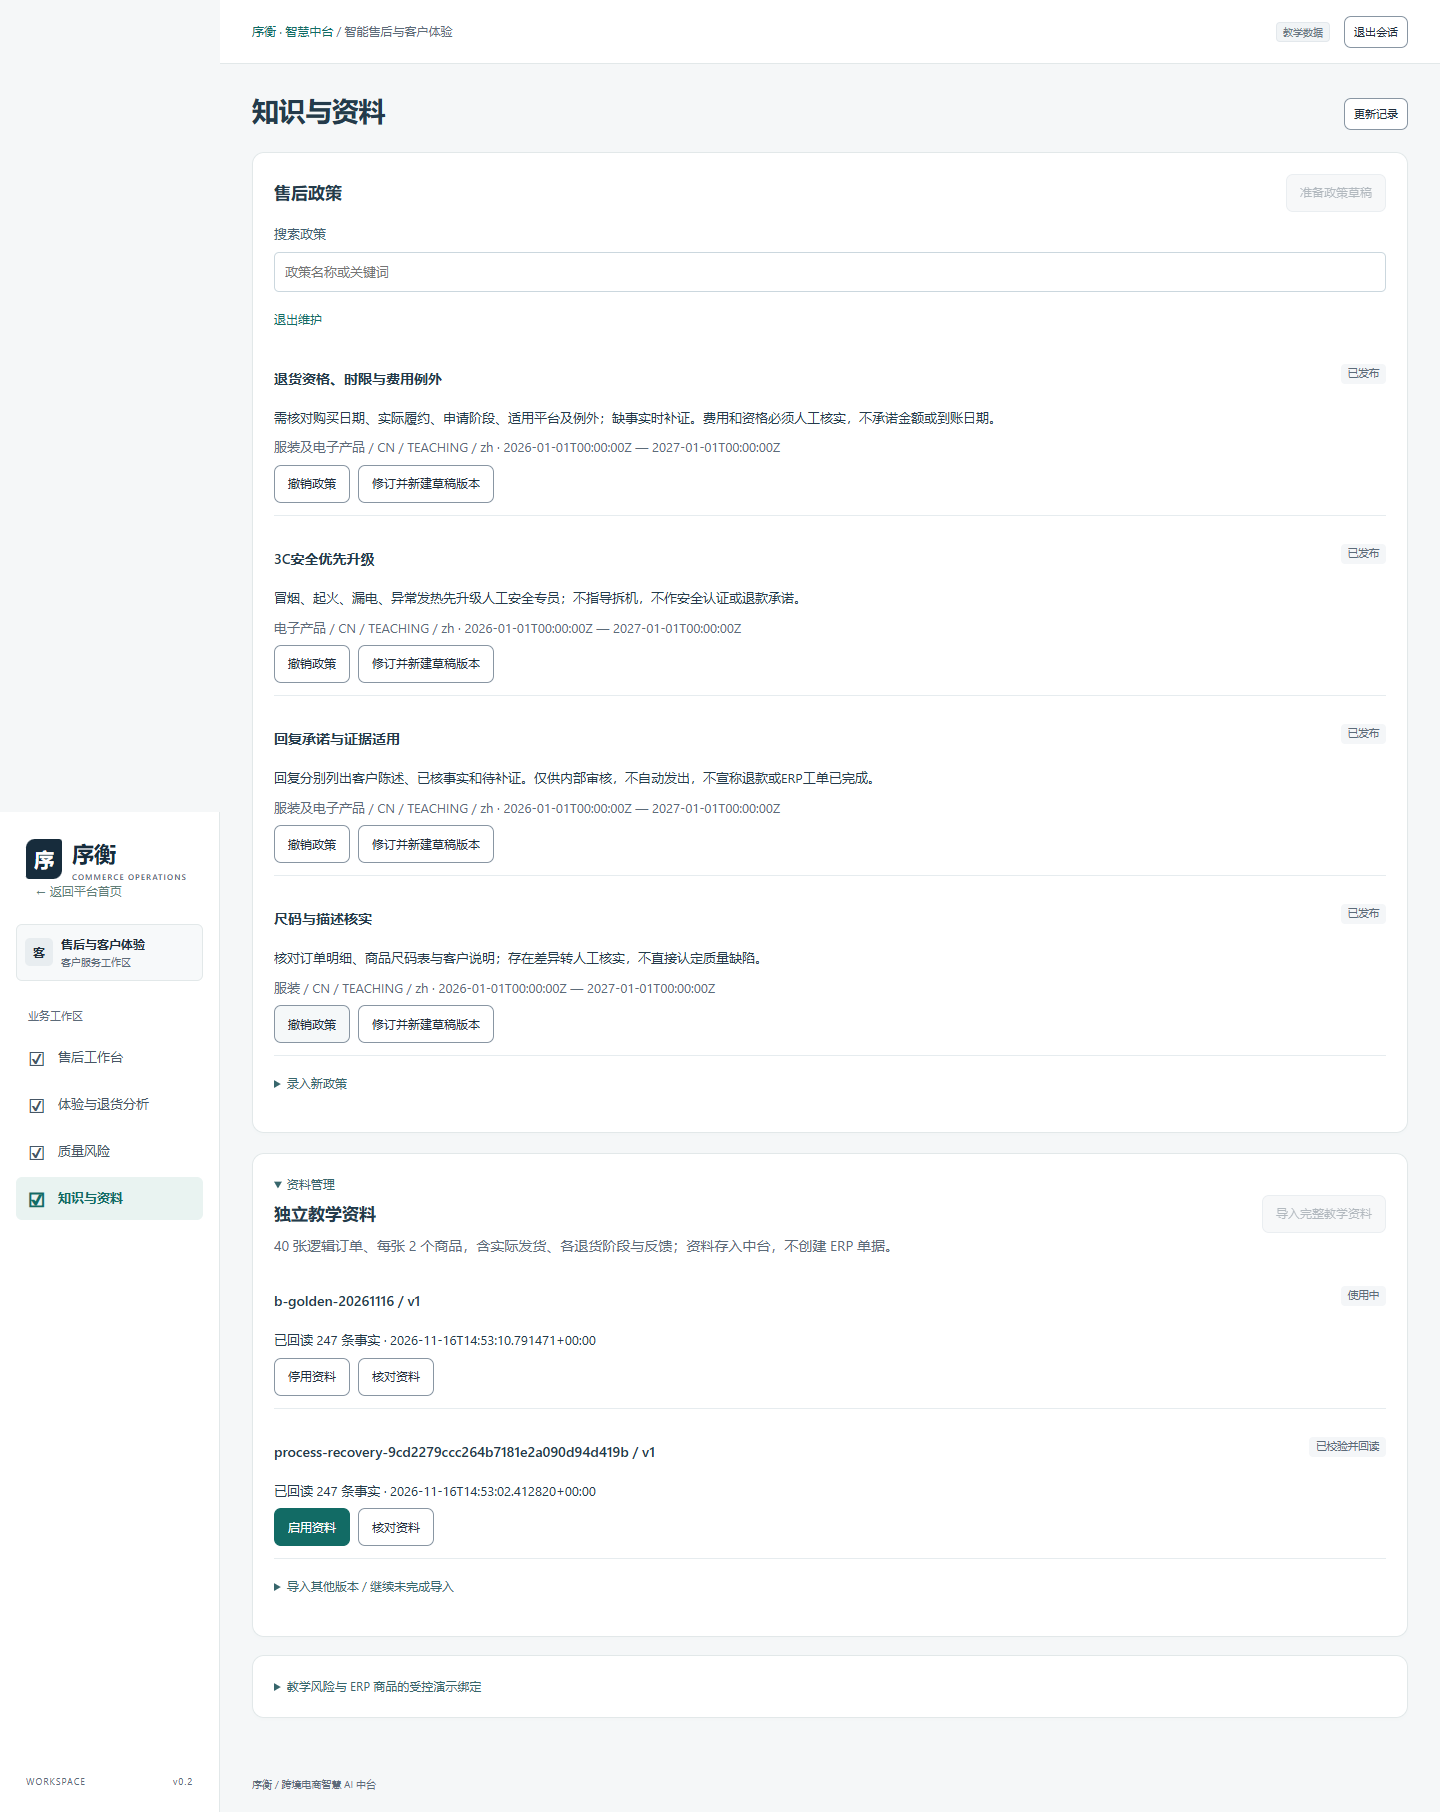 序衡 · 智慧中台 / 智能售后与客户体验
教学数据
退出会话
知识与资料
更新记录
售后政策
准备政策草稿
搜索政策
政策名称或关键词
退出维护
退货资格、时限与费用例外
已发布
需核对购买日期、实际履约、申请阶段、适用平台及例外；缺事实时补证。费用和资格必须人工核实，不承诺金额或到账日期。
服装及电子产品 / CN / TEACHING / zh · 2026-01-01T00:00:00Z — 2027-01-01T00:00:00Z
撤销政策
修订并新建草稿版本
3C安全优先升级
已发布
冒烟、起火、漏电、异常发热先升级人工安全专员；不指导拆机，不作安全认证或退款承诺。
电子产品 / CN / TEACHING / zh · 2026-01-01T00:00:00Z — 2027-01-01T00:00:00Z
撤销政策
修订并新建草稿版本
回复承诺与证据适用
已发布
回复分别列出客户陈述、已核事实和待补证。仅供内部审核，不自动发出，不宣称退款或ERP工单已完成。
服装及电子产品 / CN / TEACHING / zh · 2026-01-01T00:00:00Z — 2027-01-01T00:00:00Z
撤销政策
修订并新建草稿版本
尺码与描述核实
已发布
核对订单明细、商品尺码表与客户说明；存在差异转人工核实，不直接认定质量缺陷。
服装 / CN / TEACHING / zh · 2026-01-01T00:00:00Z — 2027-01-01T00:00:00Z
撤销政策
修订并新建草稿版本
▶ 录入新政策
序
序衡
COMMERCE OPERATIONS
← 返回平台首页
客
售后与客户体验
客户服务工作区
业务工作区
售后工作台
体验与退货分析
质量风险
知识与资料
▼ 资料管理
独立教学资料
导入完整教学资料
40 张逻辑订单、每张 2 个商品，含实际发货、各退货阶段与反馈；资料存入中台，不创建 ERP 单据。
b-golden-20261116 / v1
使用中
已回读 247 条事实 · 2026-11-16T14:53:10.791471+00:00
停用资料
核对资料
process-recovery-9cd2279ccc264b7181e2a090d94d419b / v1
已校验并回读
已回读 247 条事实 · 2026-11-16T14:53:02.412820+00:00
启用资料
核对资料
▶ 导入其他版本 / 继续未完成导入
▶ 教学风险与 ERP 商品的受控演示绑定
WORKSPACE
v0.2
序衡 / 跨境电商智慧 AI 中台